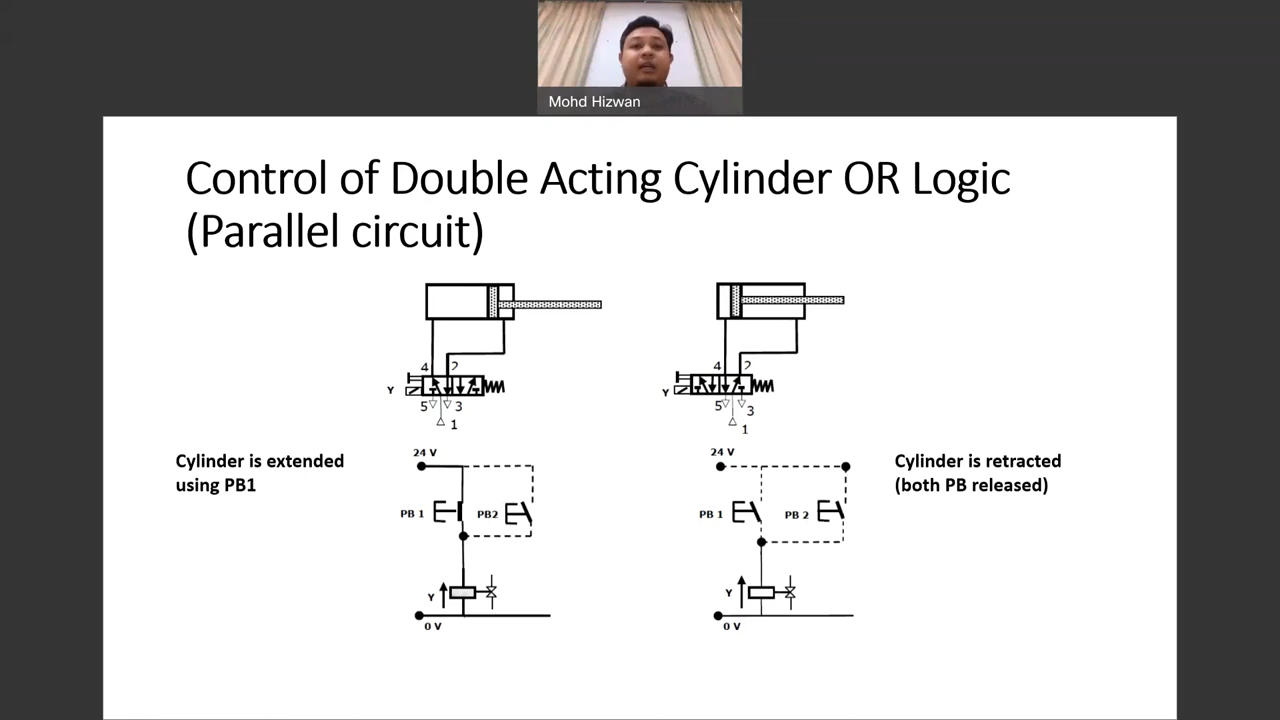 Mohd Hizwan
Control of Double Acting Cylinder OR Logic
(Parallel circuit)
4 2
Y
5 3
1
4 2
Y
5 3
1
Cylinder is extended
using PB1
24 V
PB 1 PB2
Y
0 V
24 V
PB 1 PB 2
Y
0 V
Cylinder is retracted
(both PB released)